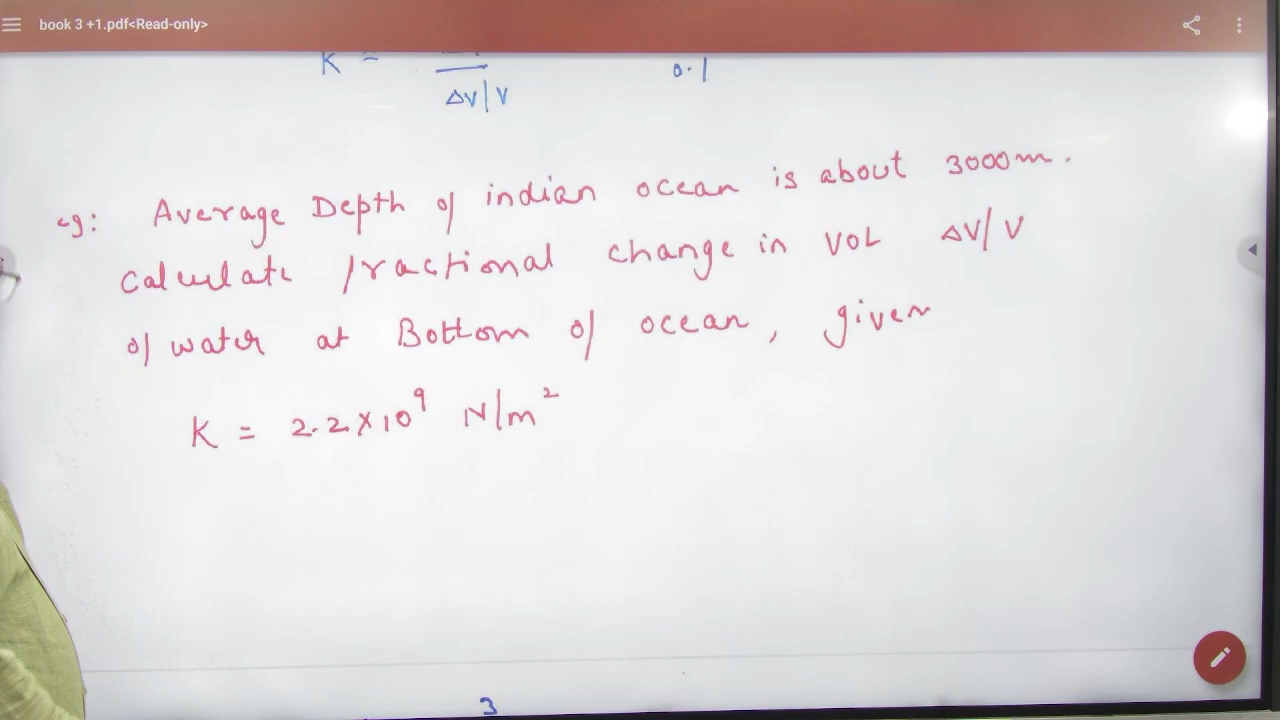 book 3 +1.pdf<Read-only>
K =
ΔV/V
0.1
eg: Average Depth of indian ocean is about 3000m.
Calculate fractional change in VOL ΔV/V
of water at Bottom of ocean, given
K = 2.2×10⁹ N/m²
3